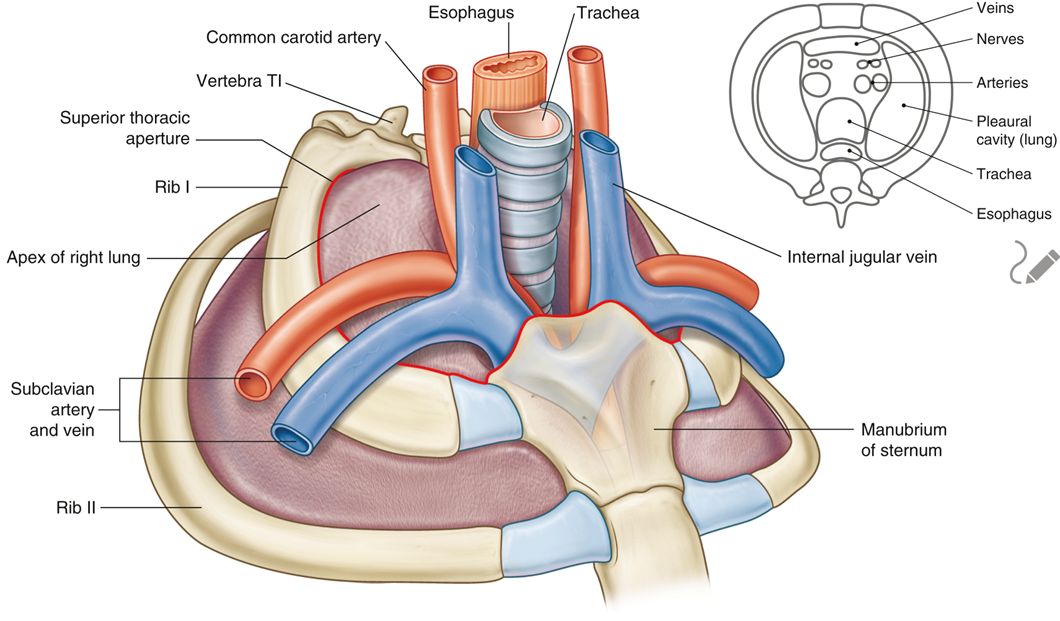 Esophagus
Trachea
Common carotid artery
Vertebra TI
Superior thoracic
aperture
Rib I
Apex of right lung
Subclavian
artery
and vein
Rib II
Internal jugular vein
Manubrium
of sternum
Veins
Nerves
Arteries
Pleaural
cavity (lung)
Trachea
Esophagus